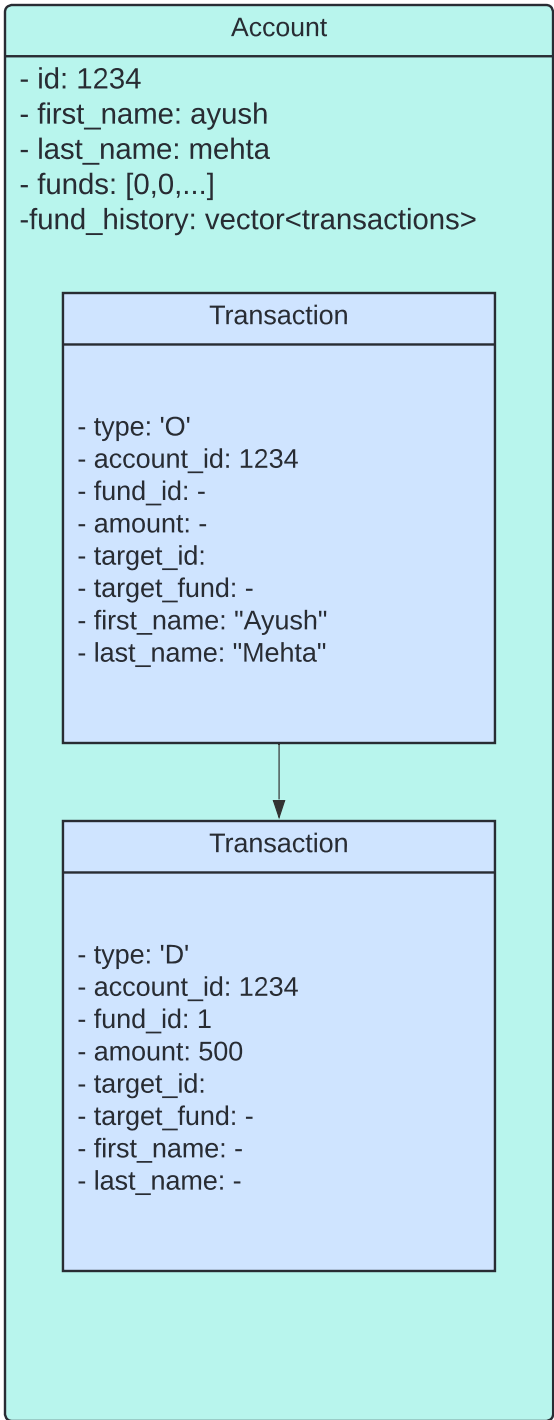 Account
- id: 1234
- first_name: ayush
- last_name: mehta
- funds: [0,0,...]
-fund_history: vector<transactions>
Transaction
- type: 'O'
- account_id: 1234
- fund_id: -
- amount: -
- target_id:
- target_fund: -
- first_name: "Ayush"
- last_name: "Mehta"
Transaction
- type: 'D'
- account_id: 1234
- fund_id: 1
- amount: 500
- target_id:
- target_fund: -
- first_name: -
- last_name: -